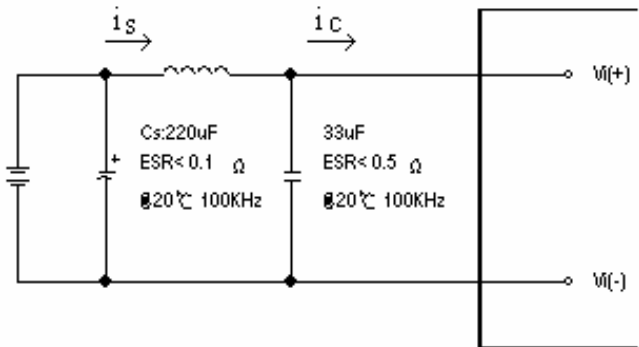 is
ic
Vi(+)
Cs:220uF
ESR<0.1 Ω
@20℃ 100KHz
+
33uF
ESR<0.5 Ω
@20℃ 100KHz
Vi(-)